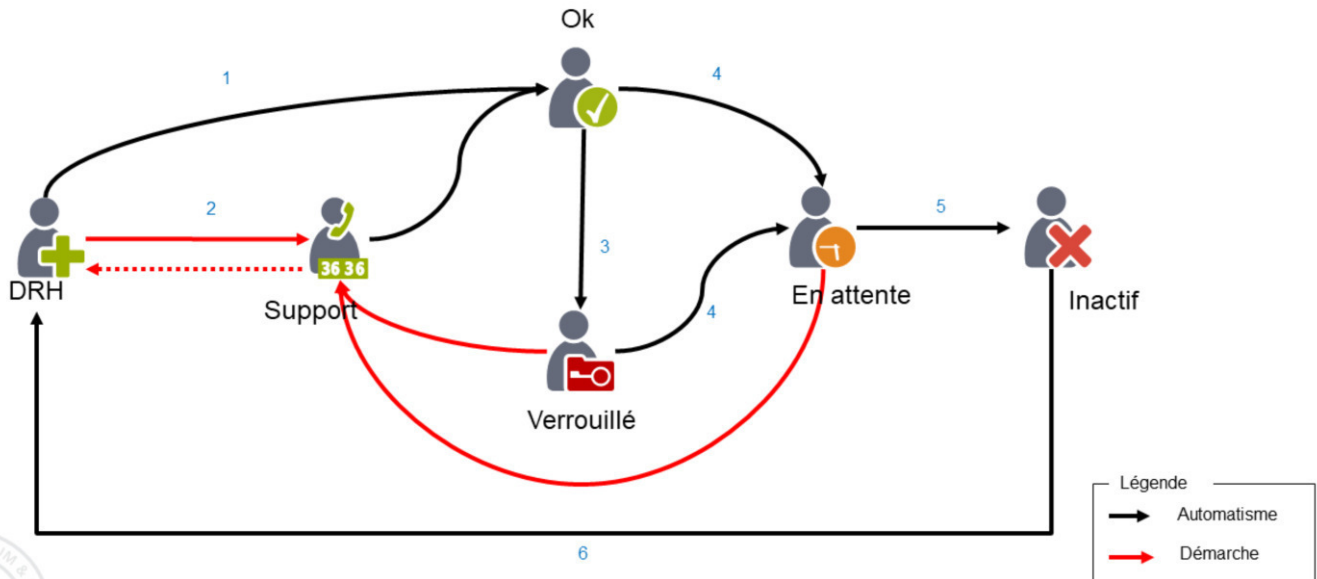 Ok
1
4
2
36 36
3
5
DRH
Support
4
En attente
Inactif
Verrouillé
6
Légende
Automatisme
Démarche